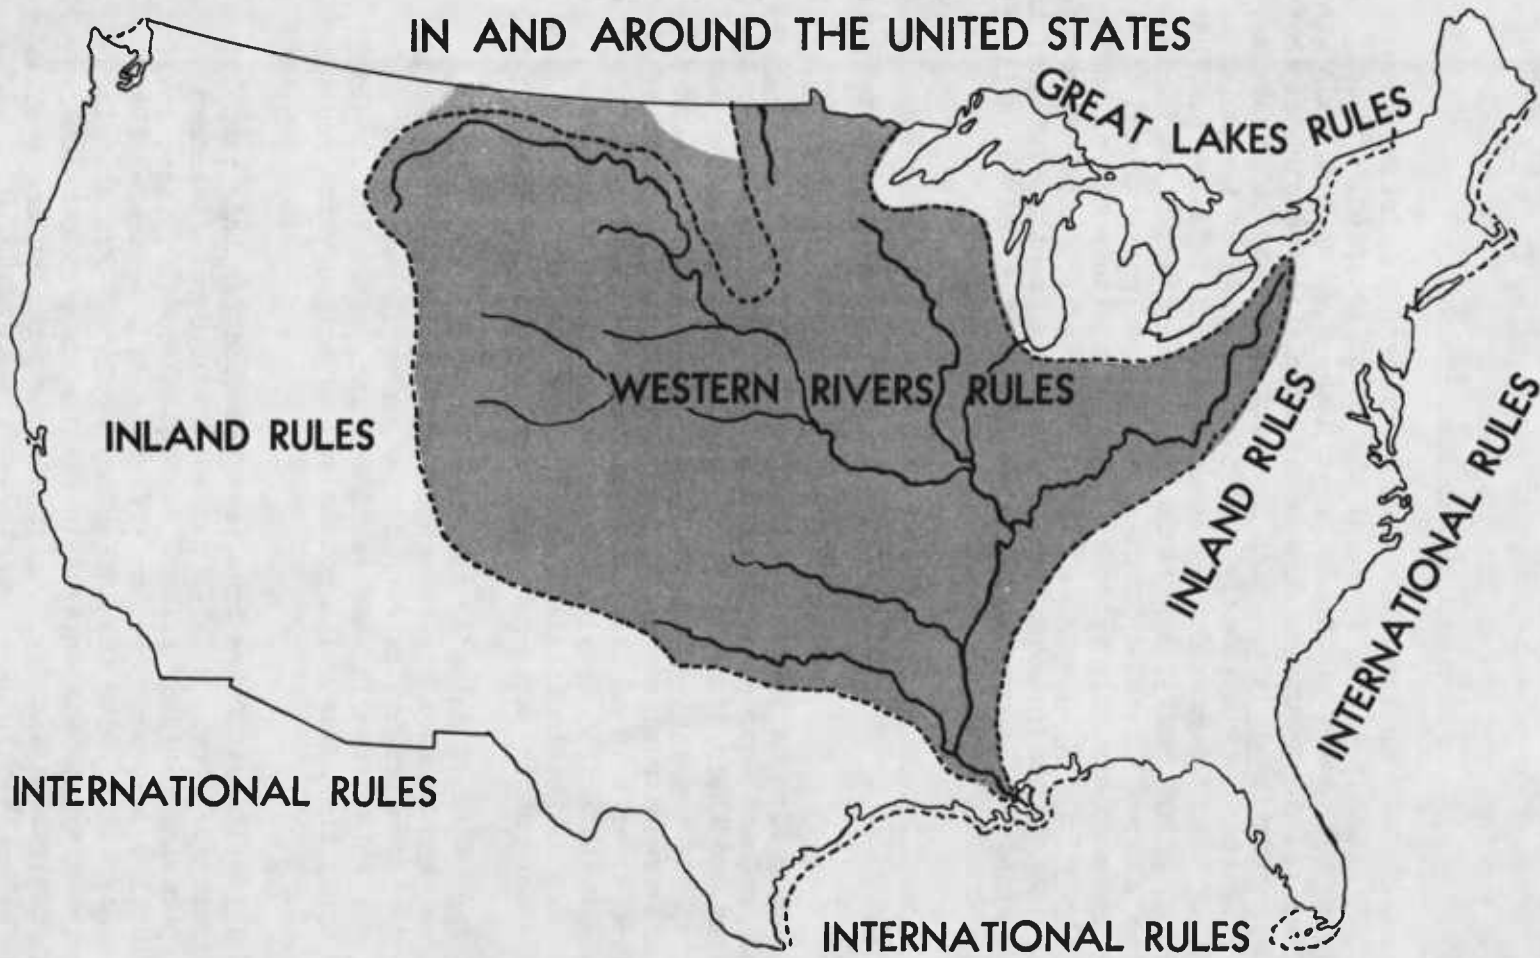 IN AND AROUND THE UNITED STATES
GREAT LAKES RULES
WESTERN RIVERS RULES
INLAND RULES
INLAND RULES
INTERNATIONAL RULES
INTERNATIONAL RULES
INTERNATIONAL RULES